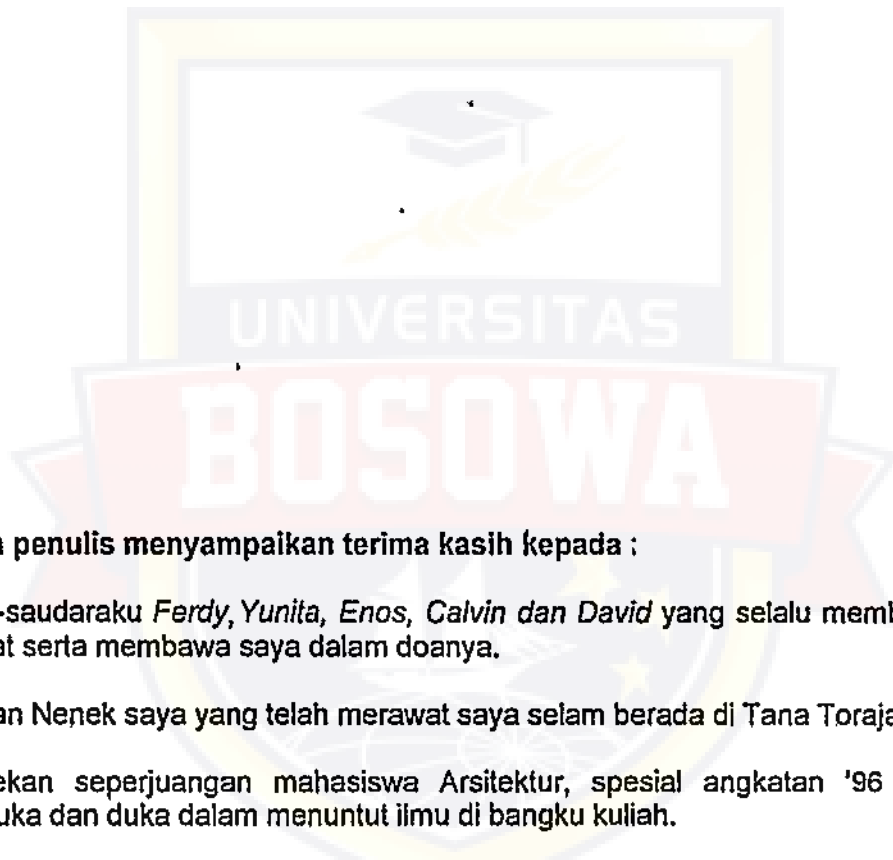 UNIVERSITAS
BOSOWA
penulis menyampaikan terima kasih kepada :
-saudaraku Ferdy, Yunita, Enos, Calvin dan David yang selalu memb
at serta membawa saya dalam doanya.
an Nenek saya yang telah merawat saya selam berada di Tana Toraja
ekan seperjuangan mahasiswa Arsitektur, spesial angkatan '96
uka dan duka dalam menuntut ilmu di bangku kuliah.